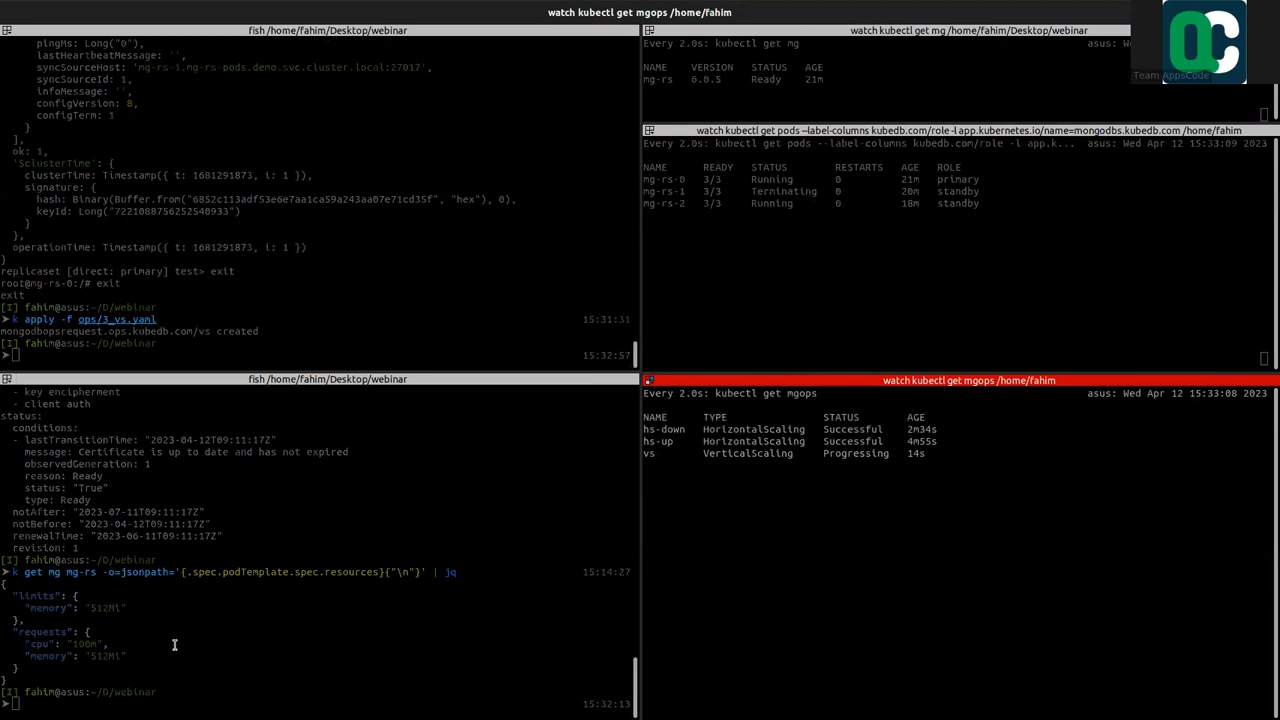 watch kubectl get mgops /home/fahim
fish /home/fahim/Desktop/webinar
pingMs: Long("0"),
lastHeartbeatMessage: '',
syncSourceHost: 'mg-rs-1.mg-rs-pods.demo.svc.cluster.local:27017',
syncSourceId: 1,
infoMessage: '',
configVersion: 8,
configTerm: 1
}
],
ok: 1,
'$clusterTime': {
clusterTime: Timestamp({ t: 1681291873, i: 1 }),
signature: {
hash: Binary(Buffer.from("6852c113adf53e6e7aa1ca59a243aa07e71cd35f", "hex"), 0),
keyId: Long("7221088756252540933")
}
},
operationTime: Timestamp({ t: 1681291873, i: 1 })
}
replicaset [direct: primary] test> exit
root@mg-rs-0:/# exit
exit
[I] fahim@asus:~/D/webinar
➤ k apply -f ops/3_vs.yaml 15:31:31
mongodbopsrequest.ops.kubedb.com/vs created
[I] fahim@asus:~/D/webinar
➤ 15:32:57
fish /home/fahim/Desktop/webinar
- key encipherment
- client auth
status:
conditions:
- lastTransitionTime: "2023-04-12T09:11:17Z"
message: Certificate is up to date and has not expired
observedGeneration: 1
reason: Ready
status: "True"
type: Ready
notAfter: "2023-07-11T09:11:17Z"
notBefore: "2023-04-12T09:11:17Z"
renewalTime: "2023-06-11T09:11:17Z"
revision: 1
[I] fahim@asus:~/D/webinar
➤ k get mg mg-rs -o=jsonpath='{.spec.podTemplate.spec.resources}{"\n"}' | jq 15:14:27
{
"limits": {
"memory": "512Mi"
},
"requests": {
"cpu": "100m",
"memory": "512Mi"
}
}
[I] fahim@asus:~/D/webinar
➤ 15:32:13
watch kubectl get mg /home/fahim/Desktop/webinar
Every 2.0s: kubectl get mg asus: We
Team AppsCode
NAME VERSION STATUS AGE
mg-rs 6.0.5 Ready 21m
watch kubectl get pods --label-columns kubedb.com/role -l app.kubernetes.io/name=mongodbs.kubedb.com /home/fahim
Every 2.0s: kubectl get pods --label-columns kubedb.com/role -l app.k... asus: Wed Apr 12 15:33:09 2023
NAME READY STATUS RESTARTS AGE ROLE
mg-rs-0 3/3 Running 0 21m primary
mg-rs-1 3/3 Terminating 0 20m standby
mg-rs-2 3/3 Running 0 18m standby
watch kubectl get mgops /home/fahim
Every 2.0s: kubectl get mgops asus: Wed Apr 12 15:33:08 2023
NAME TYPE STATUS AGE
hs-down HorizontalScaling Successful 2m34s
hs-up HorizontalScaling Successful 4m55s
vs VerticalScaling Progressing 14s